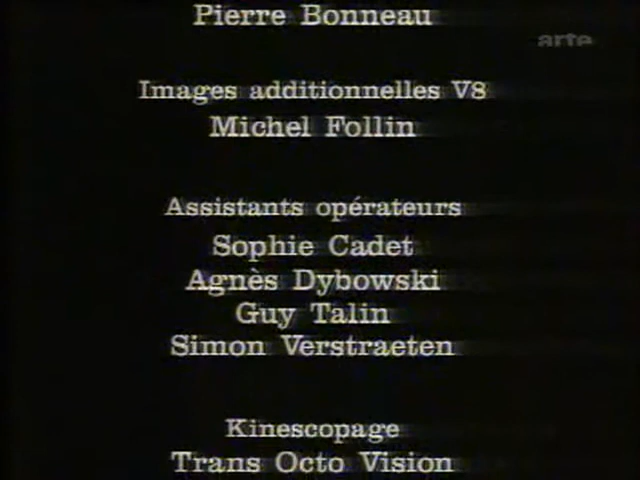 Pierre Bonneau
arte
Images additionnelles V8
Michel Follin
Assistants opérateurs
Sophie Cadet
Agnès Dybowski
Guy Talin
Simon Verstraeten
Kinescopage
Trans Octo Vision